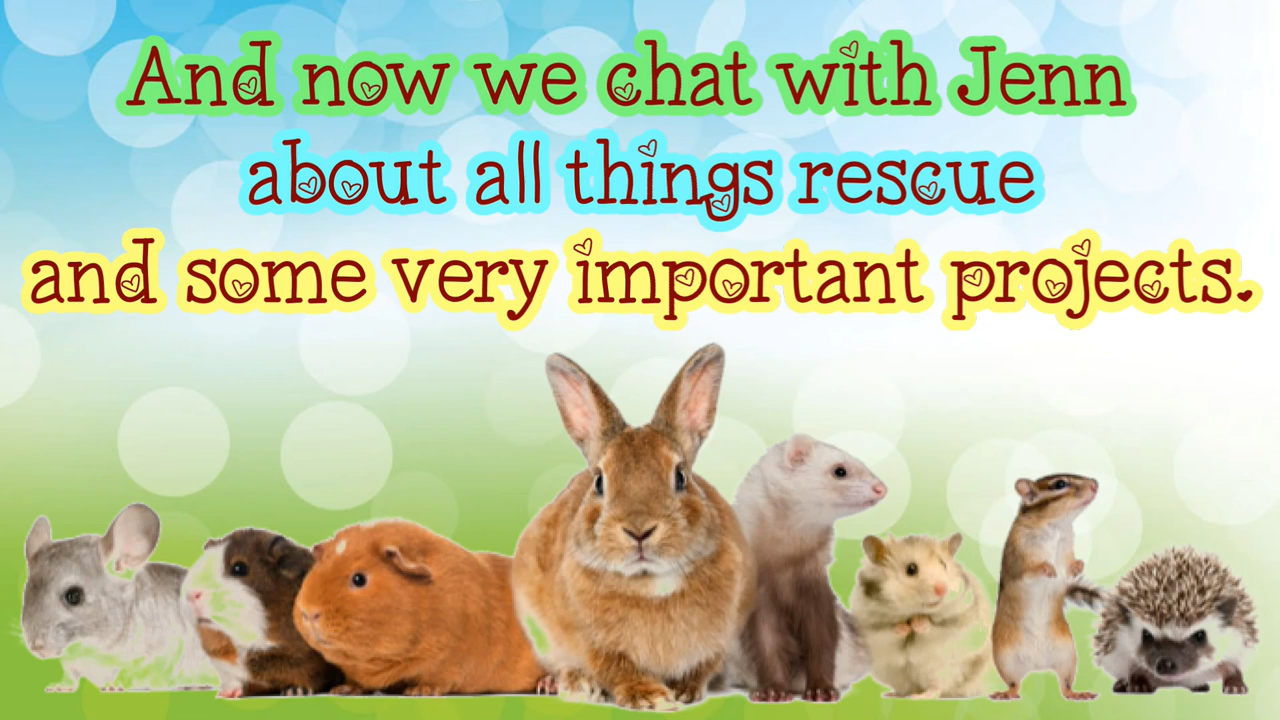 And now we chat with Jenn
about all things rescue
and some very important projects.